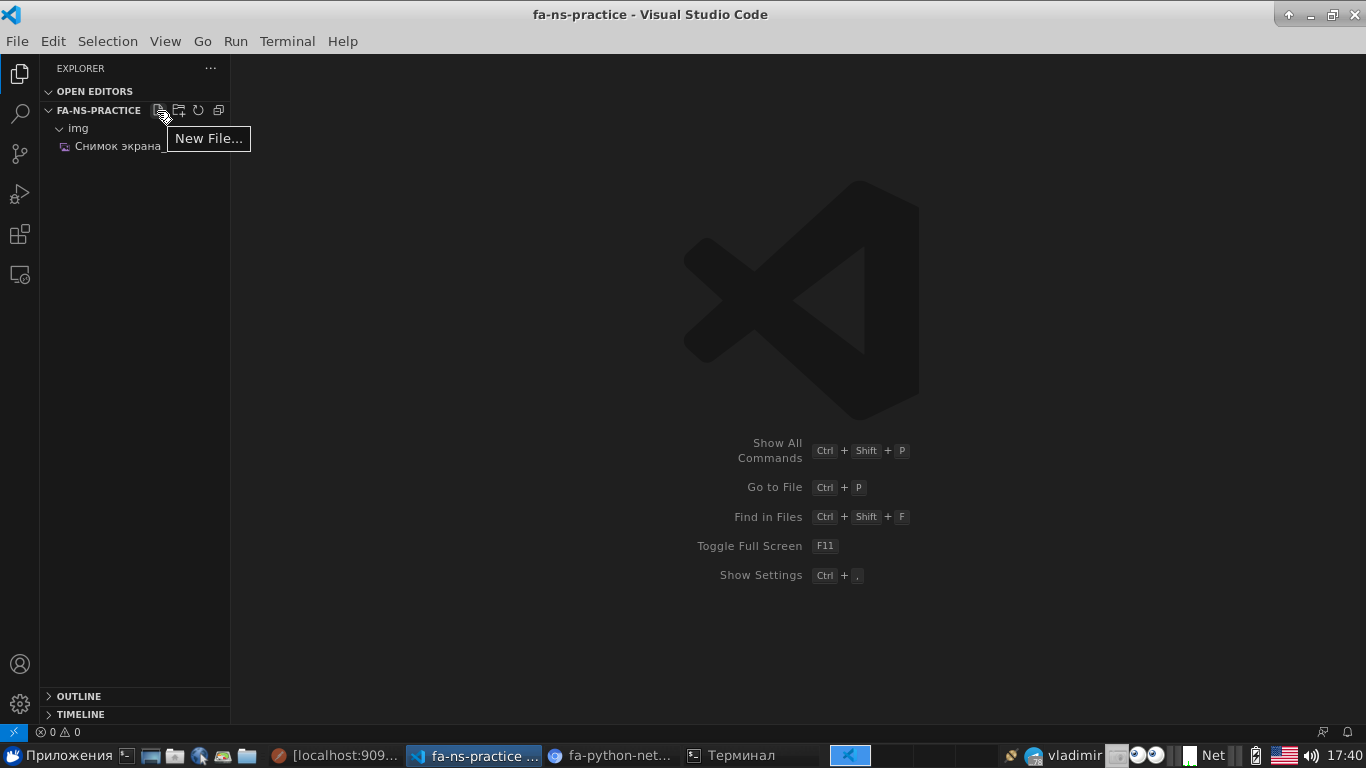 fa-ns-practice - Visual Studio Code
File Edit Selection View Go Run Terminal Help
EXPLORER ...
OPEN EDITORS
FA-NS-PRACTICE
img
New File...
Снимок экрана_
Show All Commands Ctrl + Shift + P
Go to File Ctrl + P
Find in Files Ctrl + Shift + F
Toggle Full Screen F11
Show Settings Ctrl + ,
OUTLINE
TIMELINE
0 0
Приложения [localhost:909... fa-ns-practice ... fa-python-net... Терминал 78 vladimir Net 17:40